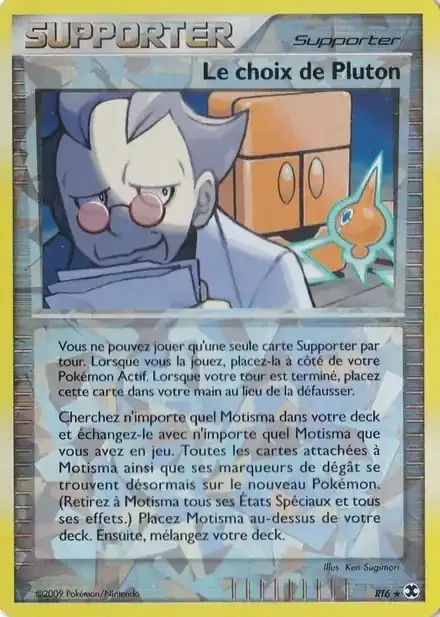 SUPPORTER
Supporter
Le choix de Pluton
Vous ne pouvez jouer qu'une seule carte Supporter par
tour. Lorsque vous la jouez, placez-la à côté de votre
Pokémon Actif. Lorsque votre tour est terminé, placez
cette carte dans votre main au lieu de la défausser.
Cherchez n'importe quel Motisma dans votre deck
et échangez-le avec n'importe quel Motisma que
vous avez en jeu. Toutes les cartes attachées à
Motisma ainsi que ses marqueurs de dégât se
trouvent désormais sur le nouveau Pokémon.
(Retirez à Motisma tous ses États Spéciaux et tous
ses effets.) Placez Motisma au-dessus de votre
deck. Ensuite, mélangez votre deck.
Illus. Ken Sugimori
©2009 Pokémon/Nintendo
RT6